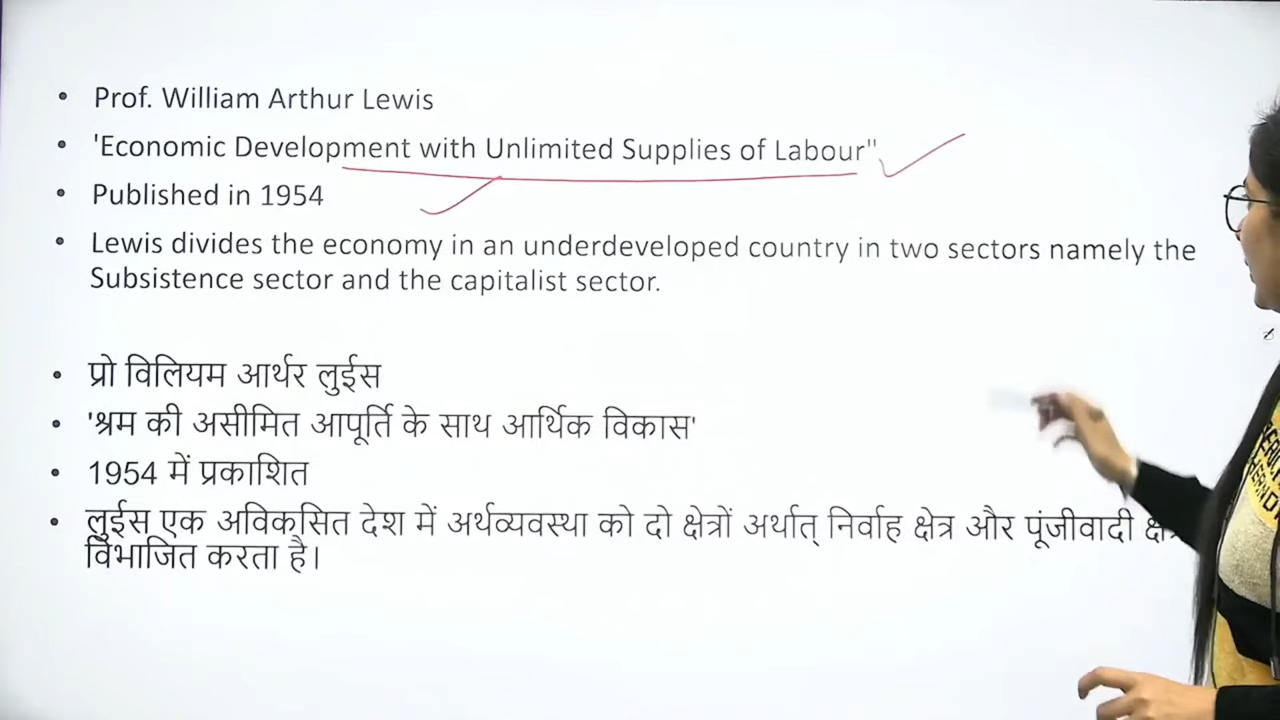 • Prof. William Arthur Lewis
• 'Economic Development with Unlimited Supplies of Labour"
• Published in 1954
• Lewis divides the economy in an underdeveloped country in two sectors namely the
Subsistence sector and the capitalist sector.
• प्रो विलियम आर्थर लुईस
• 'श्रम की असीमित आपूर्ति के साथ आर्थिक विकास'
• 1954 में प्रकाशित
• लुईस एक अविकसित देश में अर्थव्यवस्था को दो क्षेत्रों अर्थात् निर्वाह क्षेत्र और पूंजीवादी
विभाजित करता है।